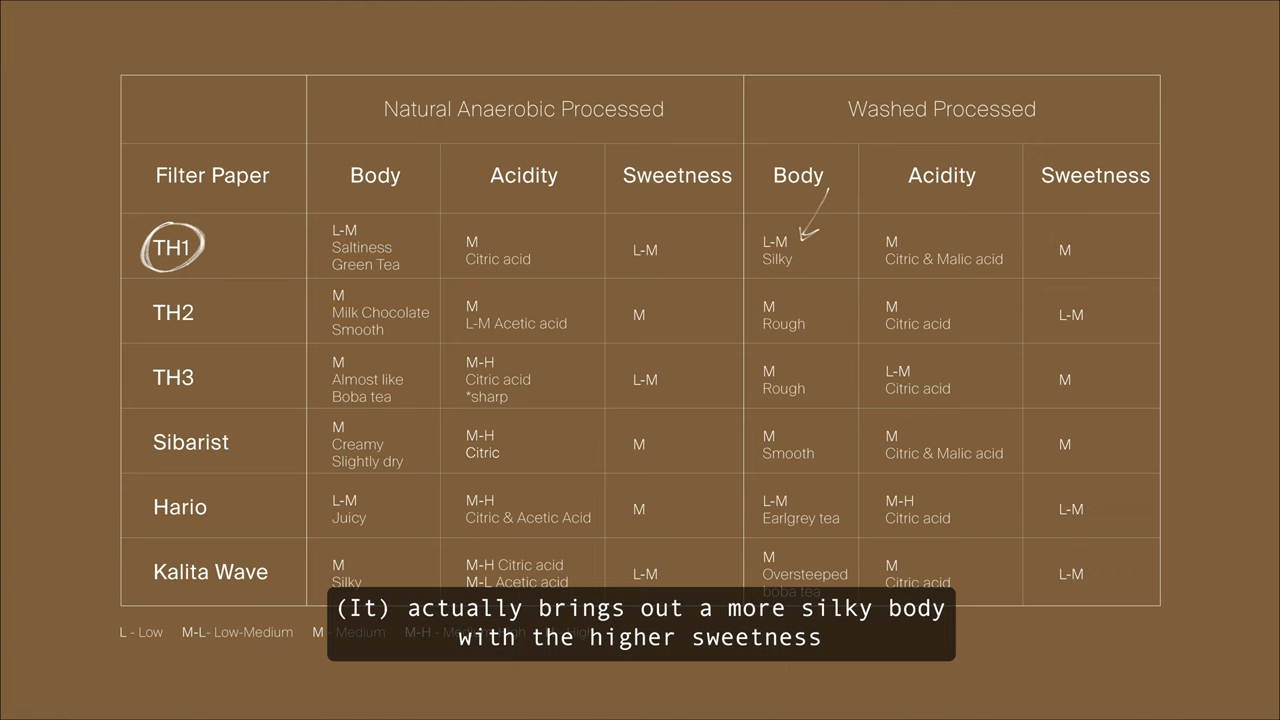 Natural Anaerobic Processed
Washed Processed
Filter Paper
Body
Acidity
Sweetness
Body
Acidity
Sweetness
TH1
L-M
Saltiness
Green Tea
M
Citric acid
L-M
L-M
Silky
M
Citric & Malic acid
M
TH2
M
Milk Chocolate
Smooth
M
L-M Acetic acid
M
M
Rough
M
Citric acid
L-M
TH3
M
Almost like
Boba tea
M-H
Citric acid
*sharp
L-M
M
Rough
L-M
Citric acid
M
Sibarist
M
Creamy
Slightly dry
M-H
Citric
M
M
Smooth
M
Citric & Malic acid
M
Hario
L-M
Juicy
M-H
Citric & Acetic Acid
M
L-M
Earlgrey tea
M-H
Citric acid
L-M
Kalita Wave
M
Silky
M-H Citric acid
M-L Acetic acid
L-M
M
Oversteeped
boba tea
M
Citric acid
L-M
L - Low M-L- Low-Medium M - Medium M-H -
(It) actually brings out a more silky body
with the higher sweetness